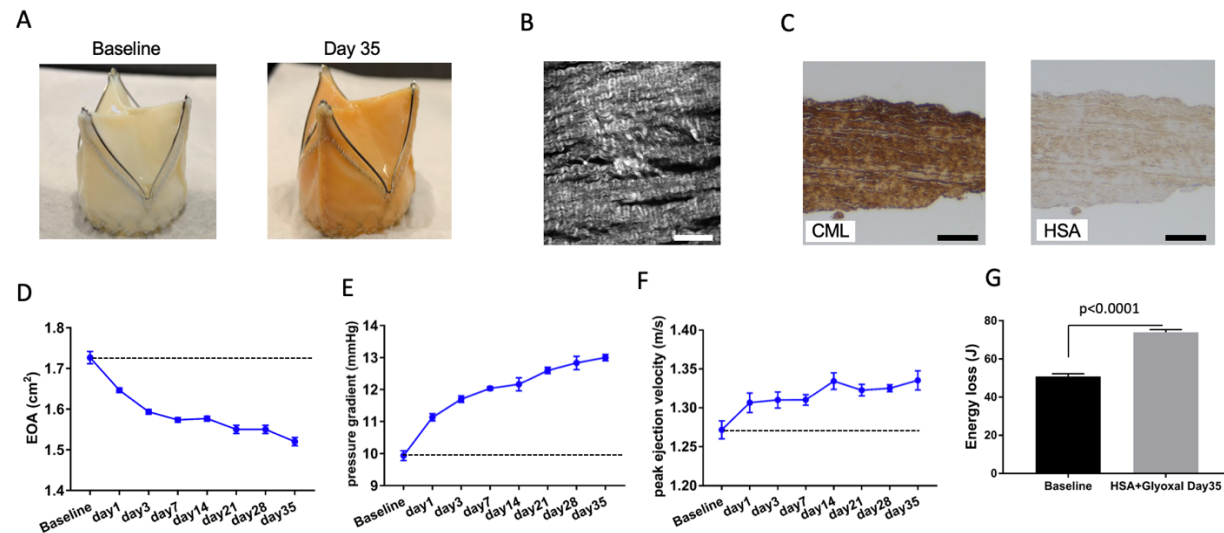 A
Baseline
Day 35
B
C
CML
HSA
D
EOA (cm²)
1.8
1.7
1.6
1.5
1.4
Baseline
day1
day3
day7
day14
day21
day28
day35
E
pressure gradient (mmHg)
14
13
12
11
10
9
Baseline
day1
day3
day7
day14
day21
day28
day35
F
peak ejection velocity (m/s)
1.40
1.35
1.30
1.25
1.20
Baseline
day1
day3
day7
day14
day21
day28
day35
G
p<0.0001
Energy loss (J)
80
60
40
20
0
Baseline
HSA+Glyoxal Day35